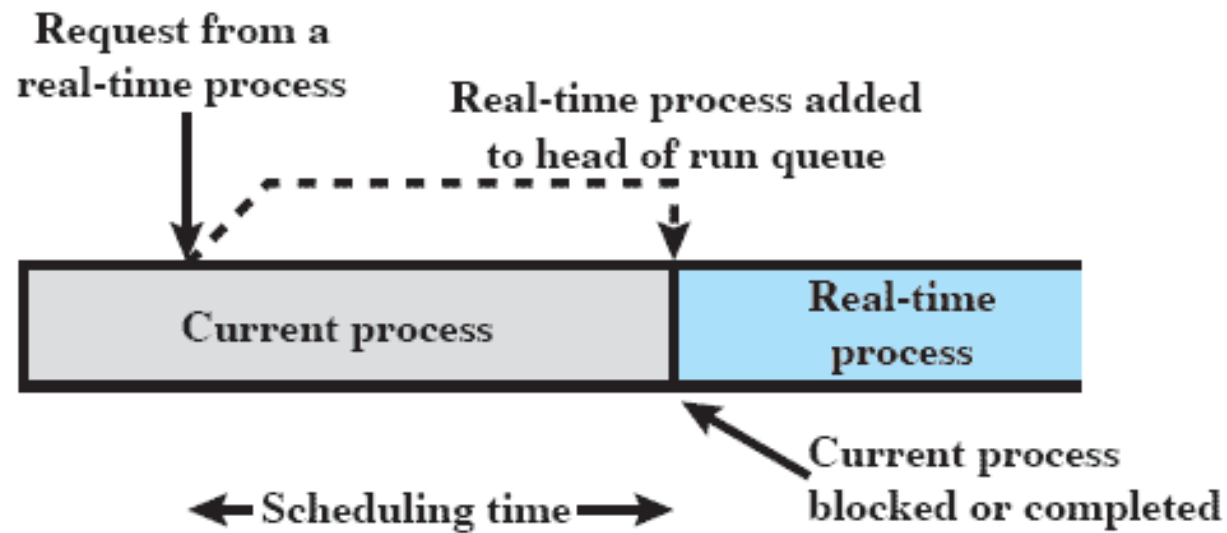 Request from a
real-time process
Real-time process added
to head of run queue
Current process
Real-time
process
Scheduling time
Current process
blocked or completed